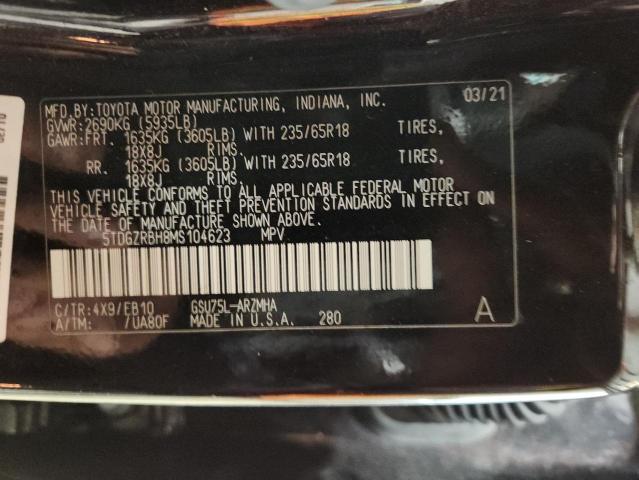 MFD.BY:TOYOTA MOTOR MANUFACTURING, INDIANA, INC. 03/21
GVWR:2690KG (5935LB)
GAWR:FRT. 1635KG (3605LB) WITH 235/65R18 TIRES,
18X8J RIMS.
RR. 1635KG (3605LB) WITH 235/65R18 TIRES,
18X8J RIMS.
THIS VEHICLE CONFORMS TO ALL APPLICABLE FEDERAL MOTOR
VEHICLE SAFETY AND THEFT PREVENTION STANDARDS IN EFFECT ON
THE DATE OF MANUFACTURE SHOWN ABOVE.
5TDGZRBH8MS104623 MPV
C/TR:4X9/EB10 GSU75L-ARZMHA
A/TM: /UA80F MADE IN U.S.A. 280 A